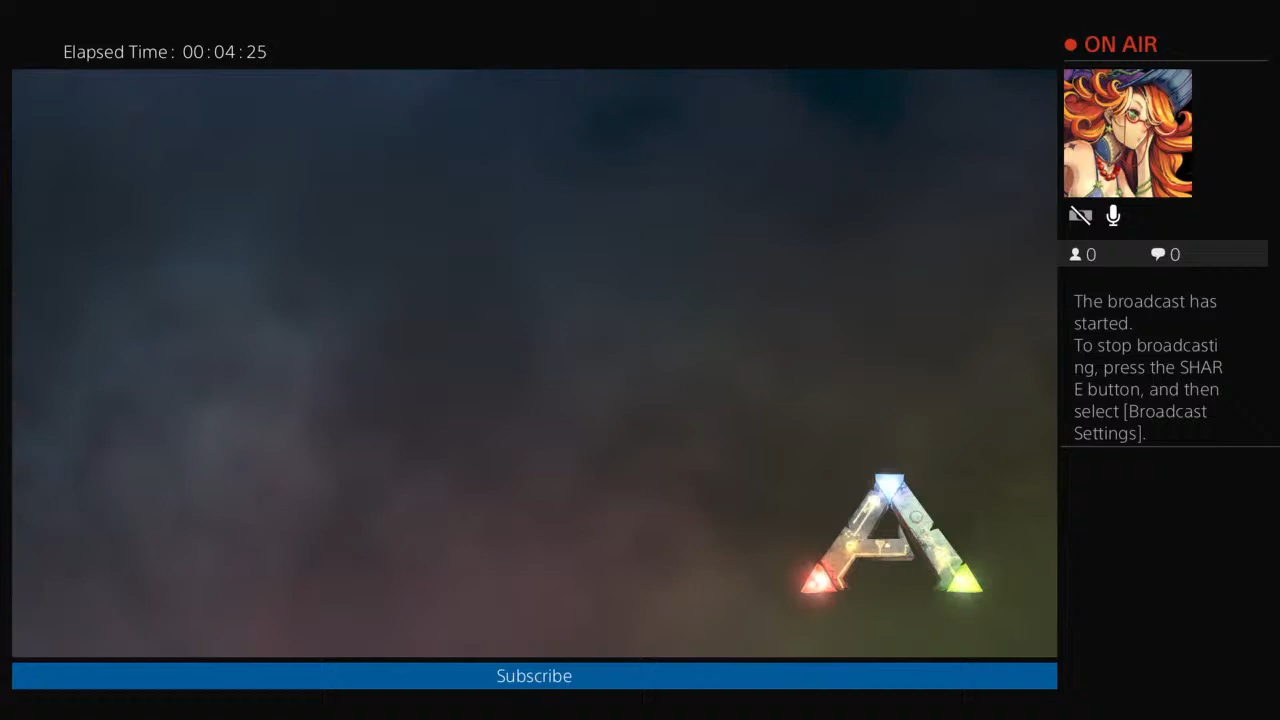 Elapsed Time: 00:04:25
ON AIR
0 0
The broadcast has
started.
To stop broadcasti
ng, press the SHAR
E button, and then
select [Broadcast
Settings].
Subscribe